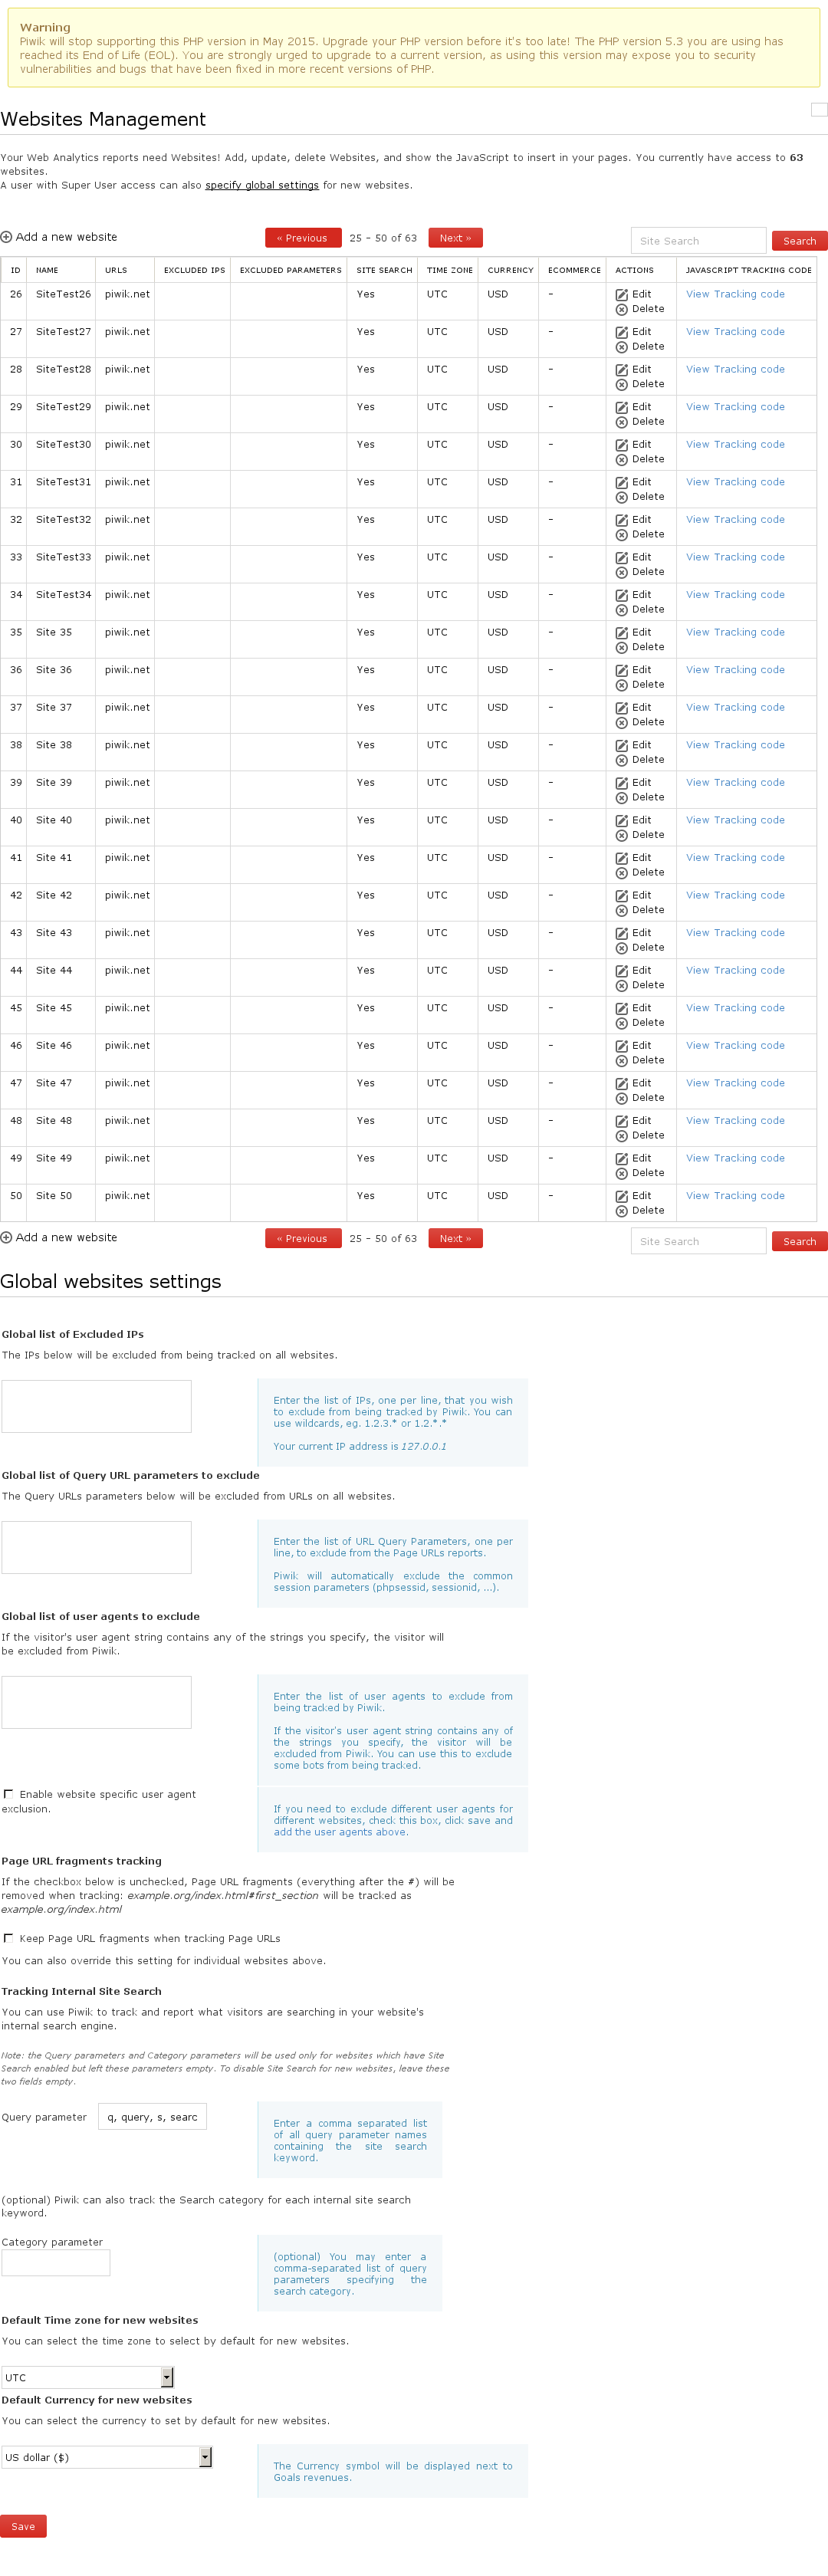 Warning
Piwik will stop supporting this PHP version in May 2015. Upgrade your PHP version before it's too late! The PHP version 5.3 you are using has
reached its End of Life (EOL). You are strongly urged to upgrade to a current version, as using this version may expose you to security
vulnerabilities and bugs that have been fixed in more recent versions of PHP.
Websites Management
Your Web Analytics reports need Websites! Add, update, delete Websites, and show the JavaScript to insert in your pages. You currently have access to 63
websites.
A user with Super User access can also specify global settings for new websites.
Add a new website « Previous 25 - 50 of 63 Next » Site Search Search
ID NAME URLS EXCLUDED IPS EXCLUDED PARAMETERS SITE SEARCH TIME ZONE CURRENCY ECOMMERCE ACTIONS JAVASCRIPT TRACKING CODE
26 SiteTest26 piwik.net Yes UTC USD - Edit View Tracking code
Delete
27 SiteTest27 piwik.net Yes UTC USD - Edit View Tracking code
Delete
28 SiteTest28 piwik.net Yes UTC USD - Edit View Tracking code
Delete
29 SiteTest29 piwik.net Yes UTC USD - Edit View Tracking code
Delete
30 SiteTest30 piwik.net Yes UTC USD - Edit View Tracking code
Delete
31 SiteTest31 piwik.net Yes UTC USD - Edit View Tracking code
Delete
32 SiteTest32 piwik.net Yes UTC USD - Edit View Tracking code
Delete
33 SiteTest33 piwik.net Yes UTC USD - Edit View Tracking code
Delete
34 SiteTest34 piwik.net Yes UTC USD - Edit View Tracking code
Delete
35 Site 35 piwik.net Yes UTC USD - Edit View Tracking code
Delete
36 Site 36 piwik.net Yes UTC USD - Edit View Tracking code
Delete
37 Site 37 piwik.net Yes UTC USD - Edit View Tracking code
Delete
38 Site 38 piwik.net Yes UTC USD - Edit View Tracking code
Delete
39 Site 39 piwik.net Yes UTC USD - Edit View Tracking code
Delete
40 Site 40 piwik.net Yes UTC USD - Edit View Tracking code
Delete
41 Site 41 piwik.net Yes UTC USD - Edit View Tracking code
Delete
42 Site 42 piwik.net Yes UTC USD - Edit View Tracking code
Delete
43 Site 43 piwik.net Yes UTC USD - Edit View Tracking code
Delete
44 Site 44 piwik.net Yes UTC USD - Edit View Tracking code
Delete
45 Site 45 piwik.net Yes UTC USD - Edit View Tracking code
Delete
46 Site 46 piwik.net Yes UTC USD - Edit View Tracking code
Delete
47 Site 47 piwik.net Yes UTC USD - Edit View Tracking code
Delete
48 Site 48 piwik.net Yes UTC USD - Edit View Tracking code
Delete
49 Site 49 piwik.net Yes UTC USD - Edit View Tracking code
Delete
50 Site 50 piwik.net Yes UTC USD - Edit View Tracking code
Delete
Add a new website « Previous 25 - 50 of 63 Next » Site Search Search
Global websites settings
Global list of Excluded IPs
The IPs below will be excluded from being tracked on all websites.
Enter the list of IPs, one per line, that you wish
to exclude from being tracked by Piwik. You can
use wildcards, eg. 1.2.3.* or 1.2.*.*
Your current IP address is 127.0.0.1
Global list of Query URL parameters to exclude
The Query URLs parameters below will be excluded from URLs on all websites.
Enter the list of URL Query Parameters, one per
line, to exclude from the Page URLs reports.
Piwik will automatically exclude the common
session parameters (phpsessid, sessionid, ...).
Global list of user agents to exclude
If the visitor's user agent string contains any of the strings you specify, the visitor will
be excluded from Piwik.
Enter the list of user agents to exclude from
being tracked by Piwik.
If the visitor's user agent string contains any of
the strings you specify, the visitor will be
excluded from Piwik. You can use this to exclude
some bots from being tracked.
Enable website specific user agent
exclusion.
If you need to exclude different user agents for
different websites, check this box, click save and
add the user agents above.
Page URL fragments tracking
If the checkbox below is unchecked, Page URL fragments (everything after the #) will be
removed when tracking: example.org/index.html#first_section will be tracked as
example.org/index.html
Keep Page URL fragments when tracking Page URLs
You can also override this setting for individual websites above.
Tracking Internal Site Search
You can use Piwik to track and report what visitors are searching in your website's
internal search engine.
Note: the Query parameters and Category parameters will be used only for websites which have Site
Search enabled but left these parameters empty. To disable Site Search for new websites, leave these
two fields empty.
Query parameter q, query, s, searc
Enter a comma separated list
of all query parameter names
containing the site search
keyword.
(optional) Piwik can also track the Search category for each internal site search
keyword.
Category parameter
(optional) You may enter a
comma-separated list of query
parameters specifying the
search category.
Default Time zone for new websites
You can select the time zone to select by default for new websites.
UTC
Default Currency for new websites
You can select the currency to set by default for new websites.
US dollar ($)
The Currency symbol will be displayed next to
Goals revenues.
Save